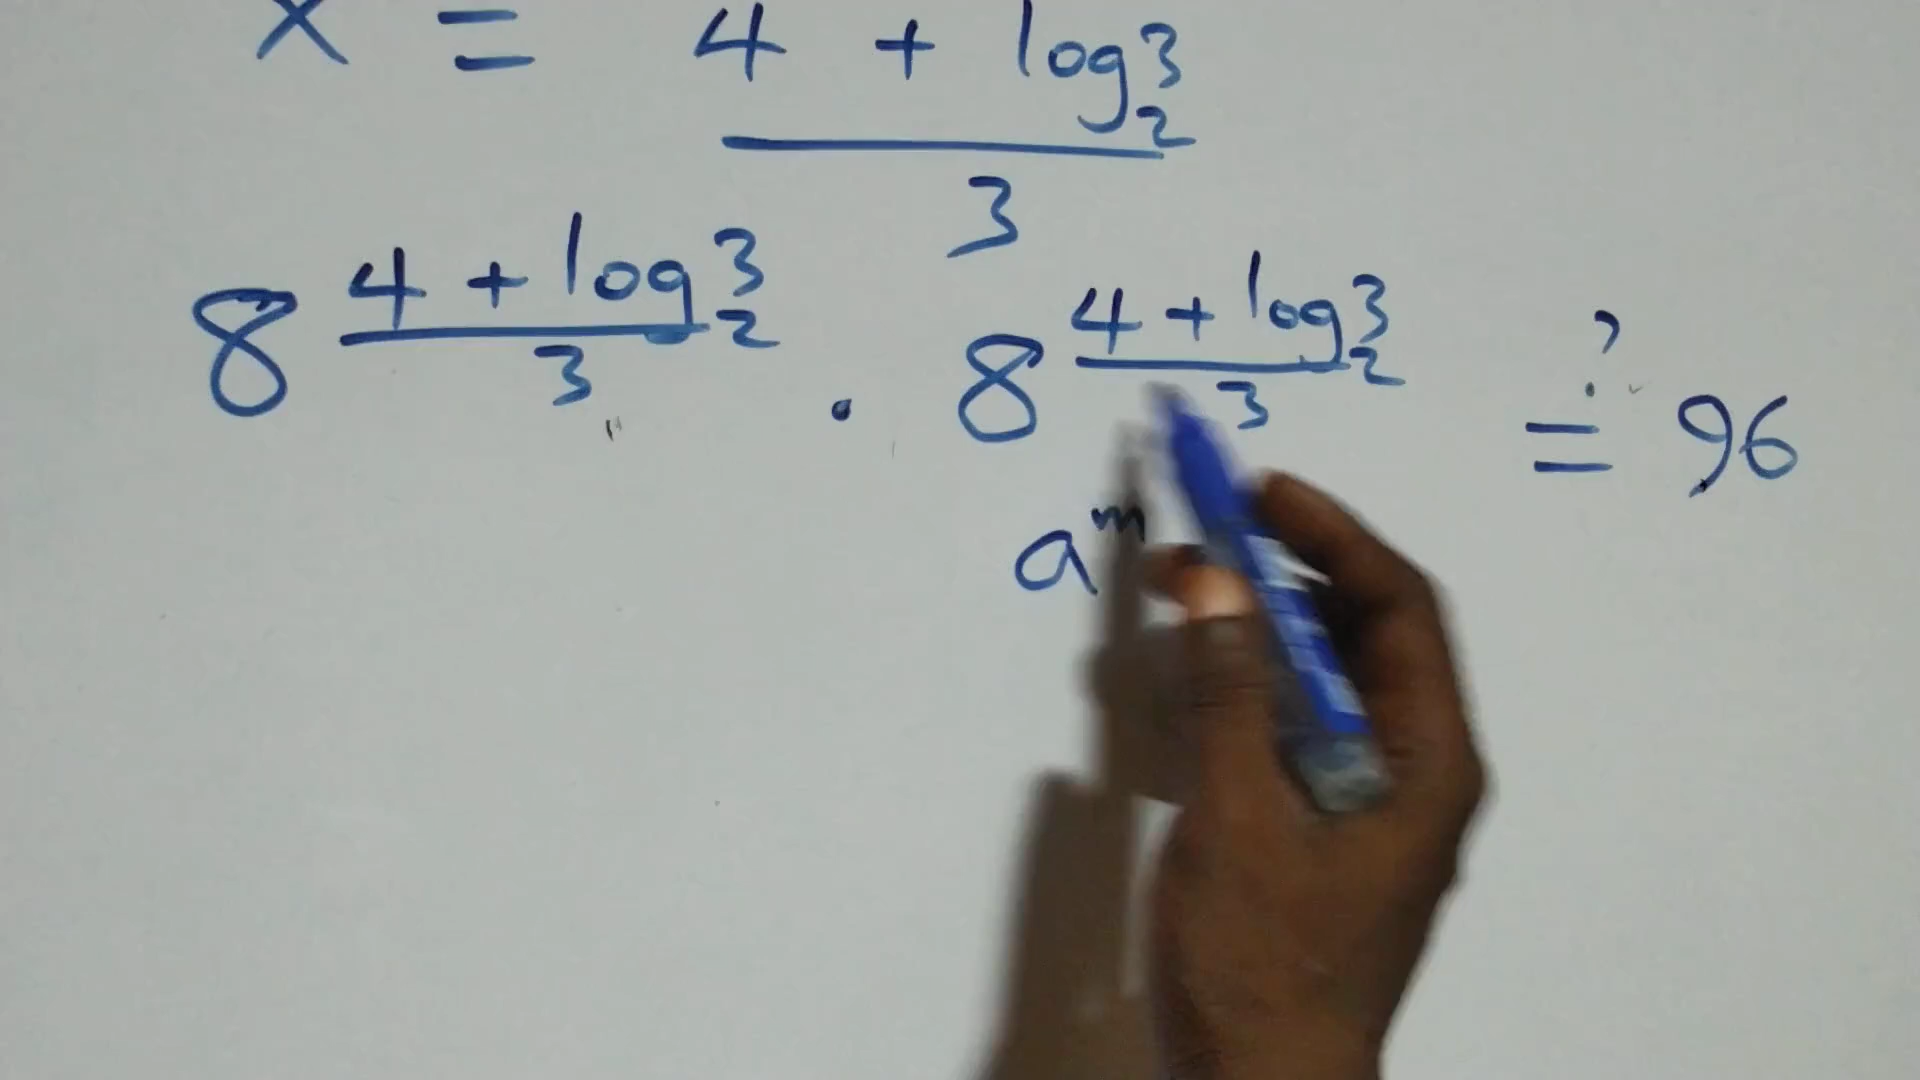 x = 4 + log₂3
3
8^((4 + log₂3)/3) · 8^((4 + log₂3)/3) ≟ 96
a^m